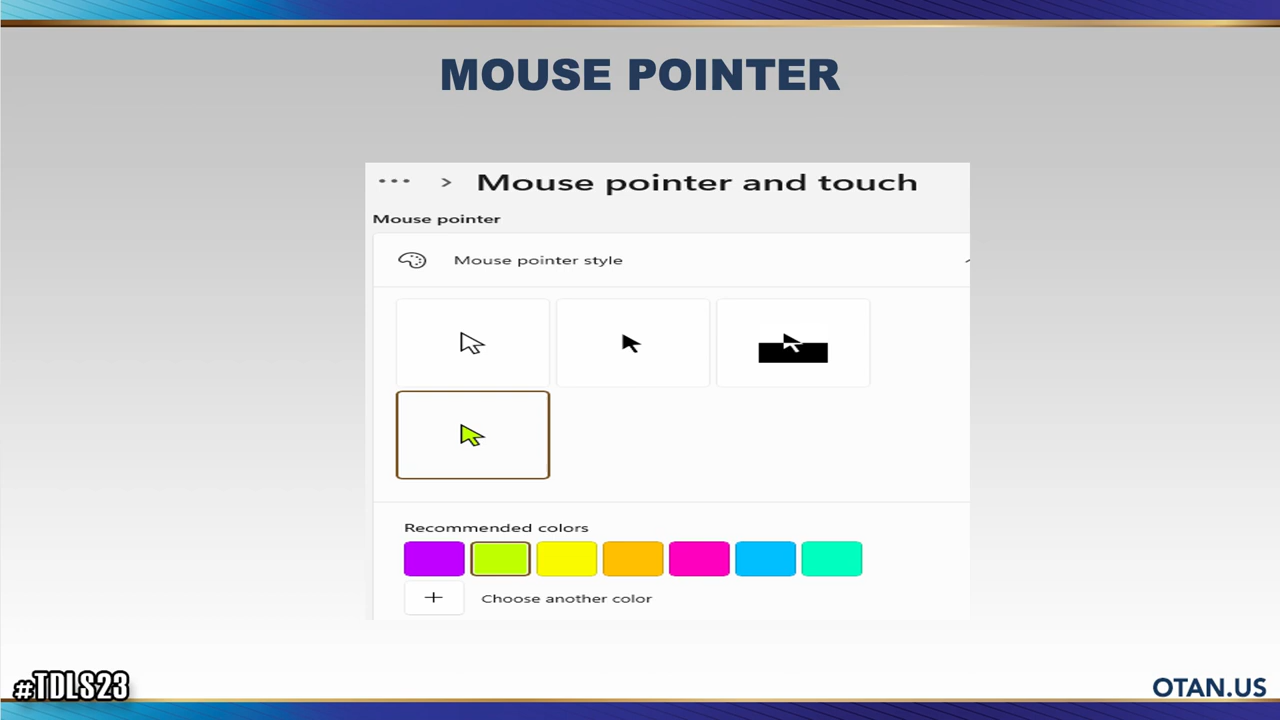 MOUSE POINTER
Mouse pointer and touch
Mouse pointer
Mouse pointer style
Recommended colors
Choose another color
#TDLS23
OTAN.US